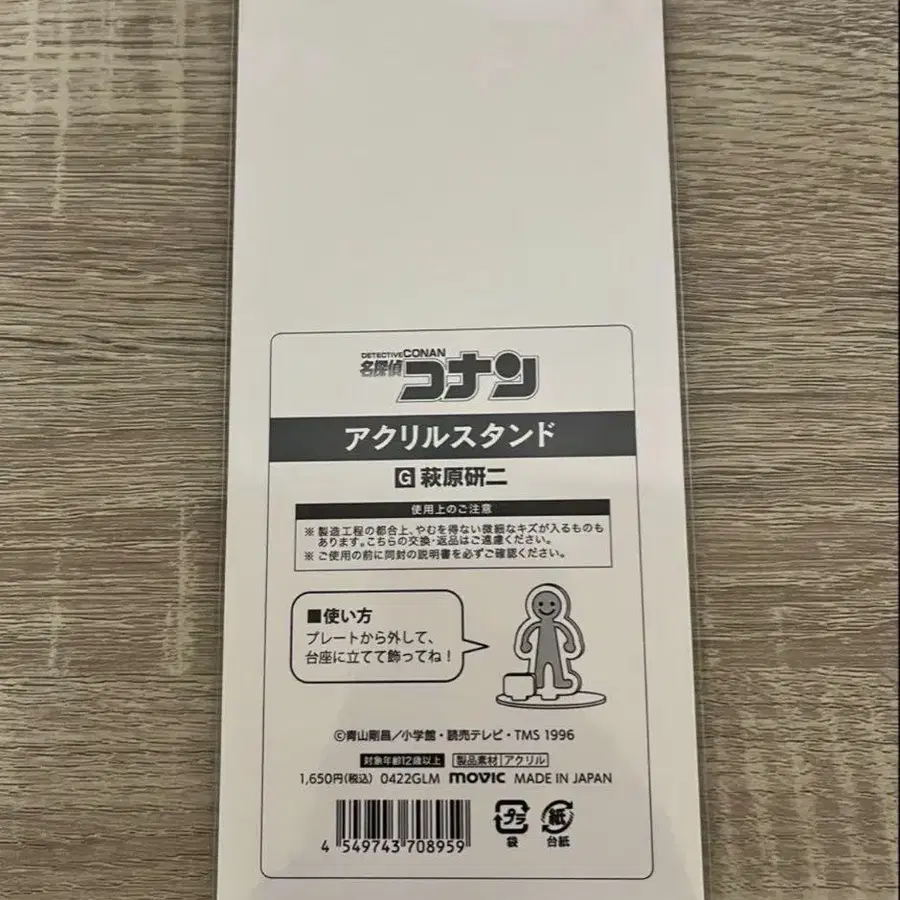 DETECTIVE CONAN
名探偵コナン
アクリルスタンド
G 萩原研二
使用上のご注意
※製造工程の都合上、やむを得ない微細なキズが入るものも
あります。こちらの交換・返品はご遠慮ください。
※ご使用の前に同封の説明書を必ずご確認ください。
■使い方
プレートから外して、
台座に立てて飾ってね！
©青山剛昌／小学館・読売テレビ・TMS 1996
対象年齢12歳以上 製品素材 アクリル
1,650円(税込) 0422GLM movic MADE IN JAPAN
4 549743 708959
プラ 紙
袋 台紙